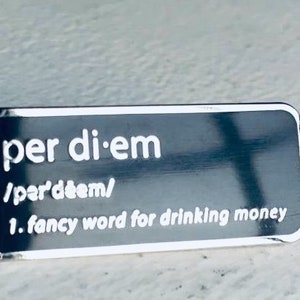 per di·em
/pər'dēəm/
1. fancy word for drinking money